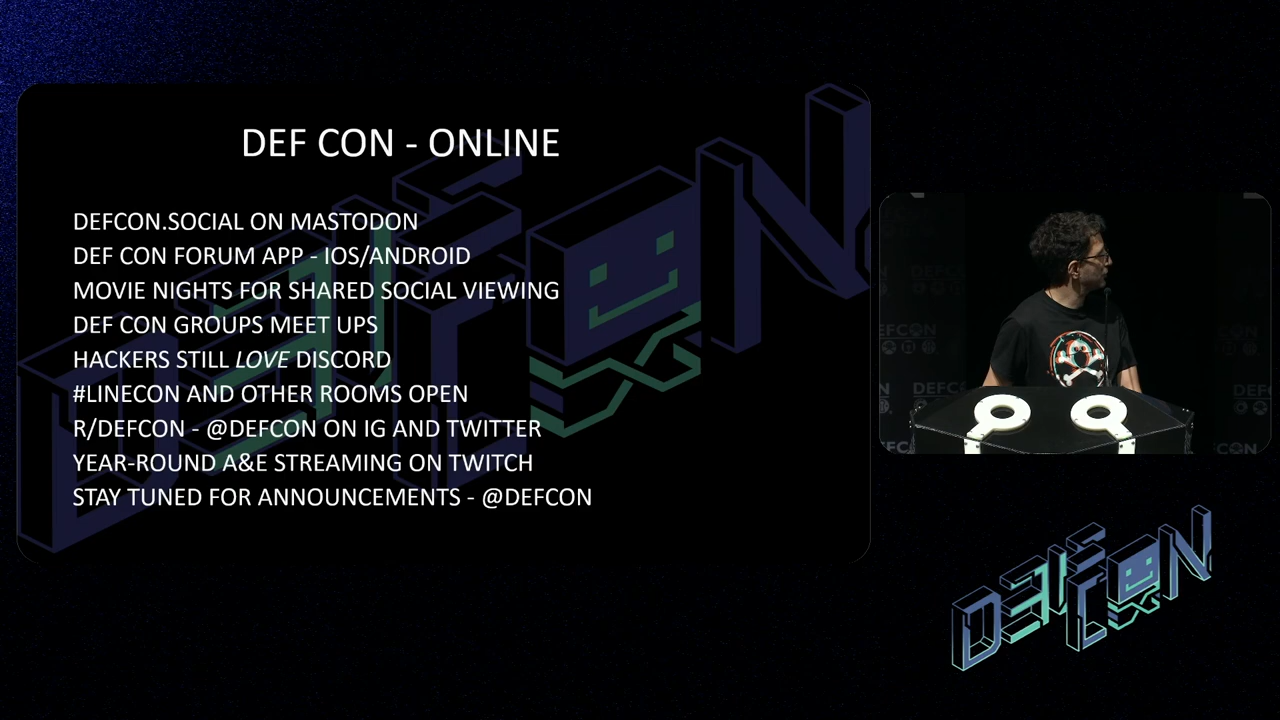 DEF CON - ONLINE
DEFCON.SOCIAL ON MASTODON
DEF CON FORUM APP - IOS/ANDROID
MOVIE NIGHTS FOR SHARED SOCIAL VIEWING
DEF CON GROUPS MEET UPS
HACKERS STILL LOVE DISCORD
#LINECON AND OTHER ROOMS OPEN
R/DEFCON - @DEFCON ON IG AND TWITTER
YEAR-ROUND A&E STREAMING ON TWITCH
STAY TUNED FOR ANNOUNCEMENTS - @DEFCON
DEF CON